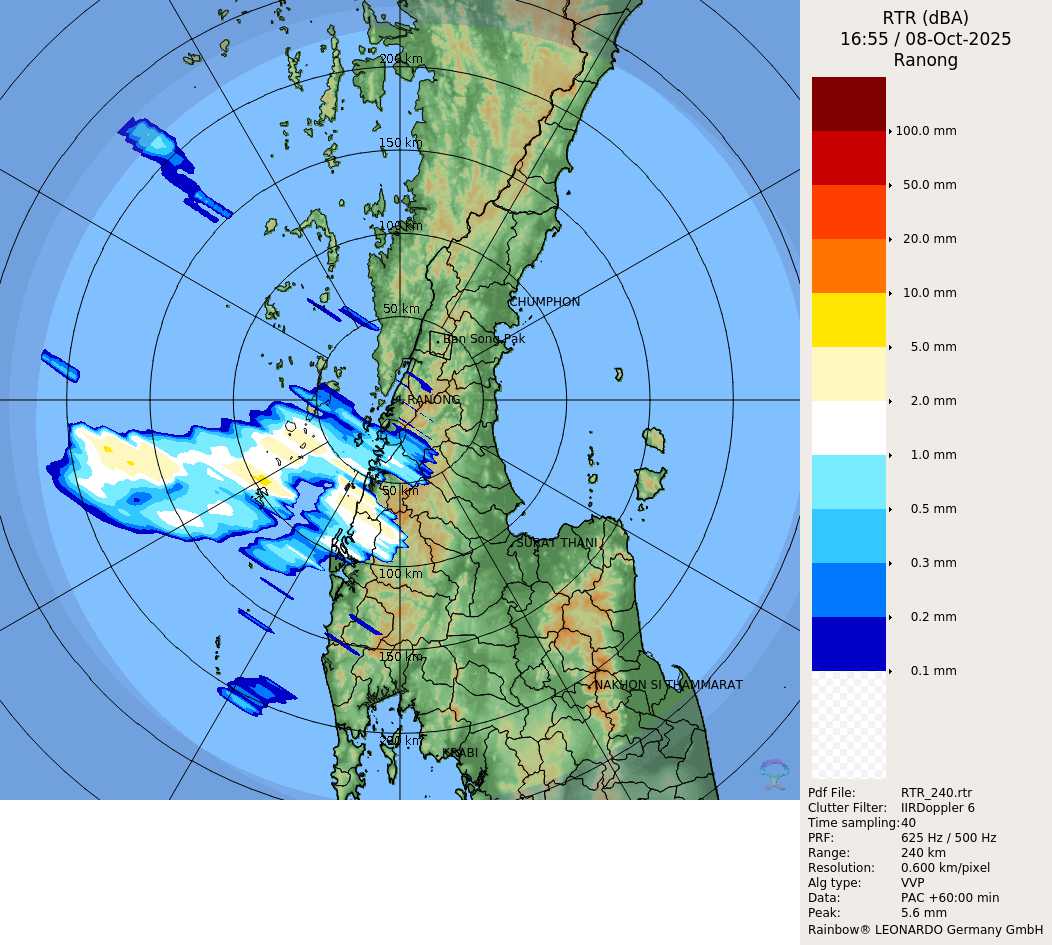 RTR (dBA)
16:55 / 08-Oct-2025
Ranong
100.0 mm
50.0 mm
20.0 mm
10.0 mm
5.0 mm
2.0 mm
1.0 mm
0.5 mm
0.3 mm
0.2 mm
0.1 mm
200 km
150 km
100 km
50 km
CHUMPHON
Ban Song Pak
RANONG
50 km
SURAT THANI
100 km
150 km
NAKHON SI THAMMARAT
200 km
KRABI
Pdf File: RTR_240.rtr
Clutter Filter: IIRDoppler 6
Time sampling:40
PRF: 625 Hz / 500 Hz
Range: 240 km
Resolution: 0.600 km/pixel
Alg type: VVP
Data: PAC +60:00 min
Peak: 5.6 mm
Rainbow® LEONARDO Germany GmbH